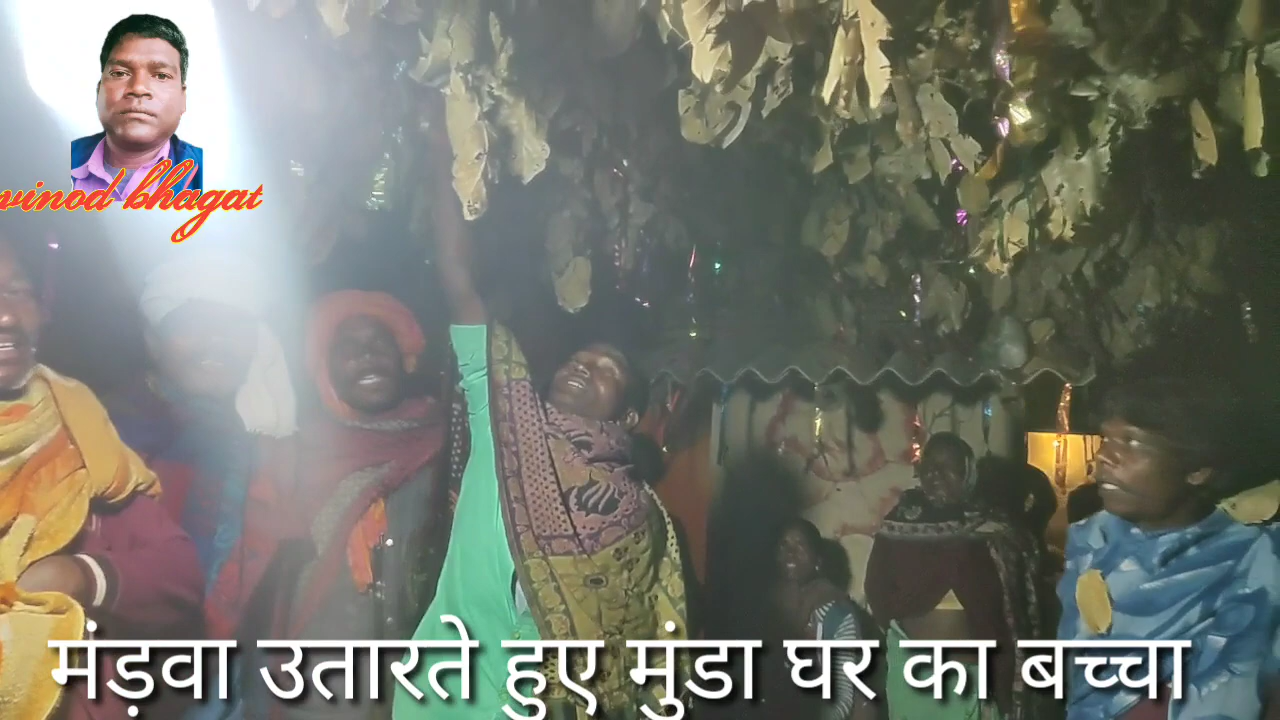 vinod bhagat
मंड़वा उतारते हुए मुंडा घर का बच्चा